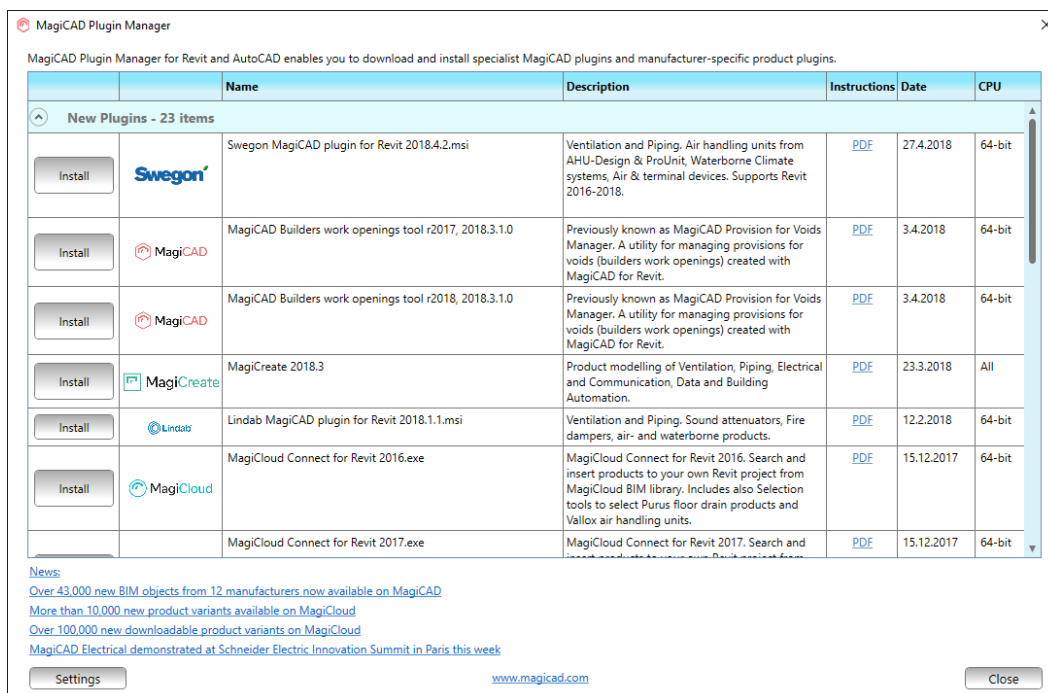 MagiCAD Plugin Manager
MagiCAD Plugin Manager for Revit and AutoCAD enables you to download and install specialist MagiCAD plugins and manufacturer-specific product plugins.
Name Description Instructions Date CPU
New Plugins - 23 items
Install Swegon Swegon MagiCAD plugin for Revit 2018.4.2.msi Ventilation and Piping. Air handling units from PDF 27.4.2018 64-bit
AHU-Design & ProUnit, Waterborne Climate
systems, Air & terminal devices. Supports Revit
2016-2018.
Install MagiCAD MagiCAD Builders work openings tool r2017, 2018.3.1.0 Previously known as MagiCAD Provision for Voids PDF 3.4.2018 64-bit
Manager. A utility for managing provisions for
voids (builders work openings) created with
MagiCAD for Revit.
Install MagiCAD MagiCAD Builders work openings tool r2018, 2018.3.1.0 Previously known as MagiCAD Provision for Voids PDF 3.4.2018 64-bit
Manager. A utility for managing provisions for
voids (builders work openings) created with
MagiCAD for Revit.
Install MagiCreate MagiCreate 2018.3 Product modelling of Ventilation, Piping, Electrical PDF 23.3.2018 All
and Communication, Data and Building
Automation.
Install Lindab Lindab MagiCAD plugin for Revit 2018.1.1.msi Ventilation and Piping. Sound attenuators, Fire PDF 12.2.2018 64-bit
dampers, air- and waterborne products.
Install MagiCloud MagiCloud Connect for Revit 2016.exe MagiCloud Connect for Revit 2016. Search and PDF 15.12.2017 64-bit
insert products to your own Revit project from
MagiCloud BIM library. Includes also Selection
tools to select Purus floor drain products and
Vallox air handling units.
MagiCloud Connect for Revit 2017.exe MagiCloud Connect for Revit 2017. Search and PDF 15.12.2017 64-bit
insert products to your own Revit project from
News:
Over 43,000 new BIM objects from 12 manufacturers now available on MagiCAD
More than 10,000 new product variants available on MagiCloud
Over 100,000 new downloadable product variants on MagiCloud
MagiCAD Electrical demonstrated at Schneider Electric Innovation Summit in Paris this week
Settings www.magicad.com Close